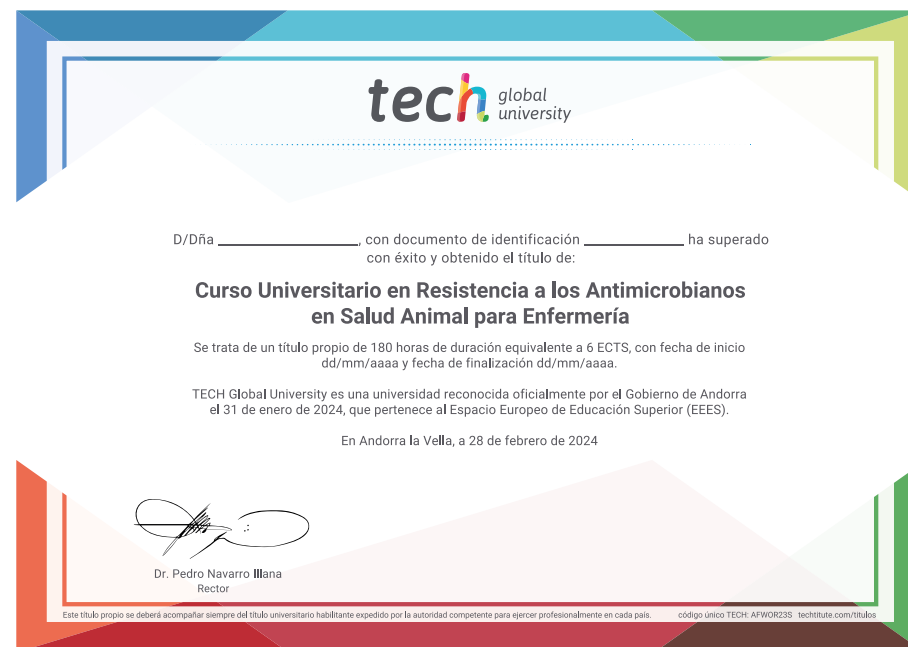 tech global university
D/Dña ____________________, con documento de identificación ______________ ha superado
con éxito y obtenido el título de:
Curso Universitario en Resistencia a los Antimicrobianos
en Salud Animal para Enfermería
Se trata de un título propio de 180 horas de duración equivalente a 6 ECTS, con fecha de inicio
dd/mm/aaaa y fecha de finalización dd/mm/aaaa.
TECH Global University es una universidad reconocida oficialmente por el Gobierno de Andorra
el 31 de enero de 2024, que pertenece al Espacio Europeo de Educación Superior (EEES).
En Andorra la Vella, a 28 de febrero de 2024
Dr. Pedro Navarro Illana
Rector
Este título propio se deberá acompañar siempre del título universitario habilitante expedido por la autoridad competente para ejercer profesionalmente en cada país. código único TECH: AFWOR23S techtitute.com/titulos